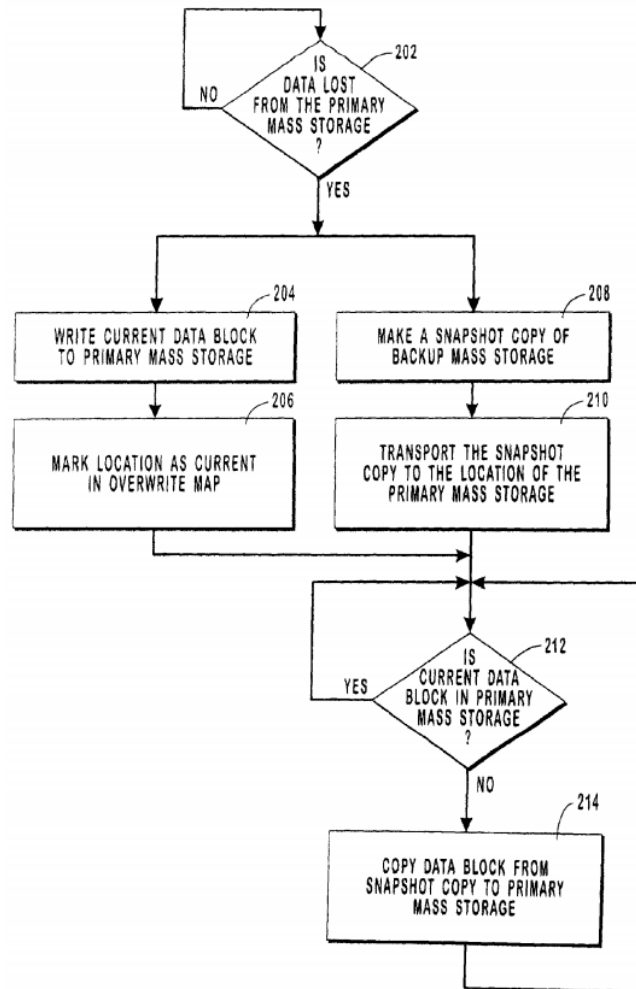 202
IS
DATA LOST
FROM THE PRIMARY
MASS STORAGE
?
NO
YES
204
WRITE CURRENT DATA BLOCK
TO PRIMARY MASS STORAGE
208
MAKE A SNAPSHOT COPY OF
BACKUP MASS STORAGE
206
MARK LOCATION AS CURRENT
IN OVERWRITE MAP
210
TRANSPORT THE SNAPSHOT
COPY TO THE LOCATION OF THE
PRIMARY MASS STORAGE
212
IS
CURRENT DATA
BLOCK IN PRIMARY
MASS STORAGE
?
YES
NO
214
COPY DATA BLOCK FROM
SNAPSHOT COPY TO PRIMARY
MASS STORAGE